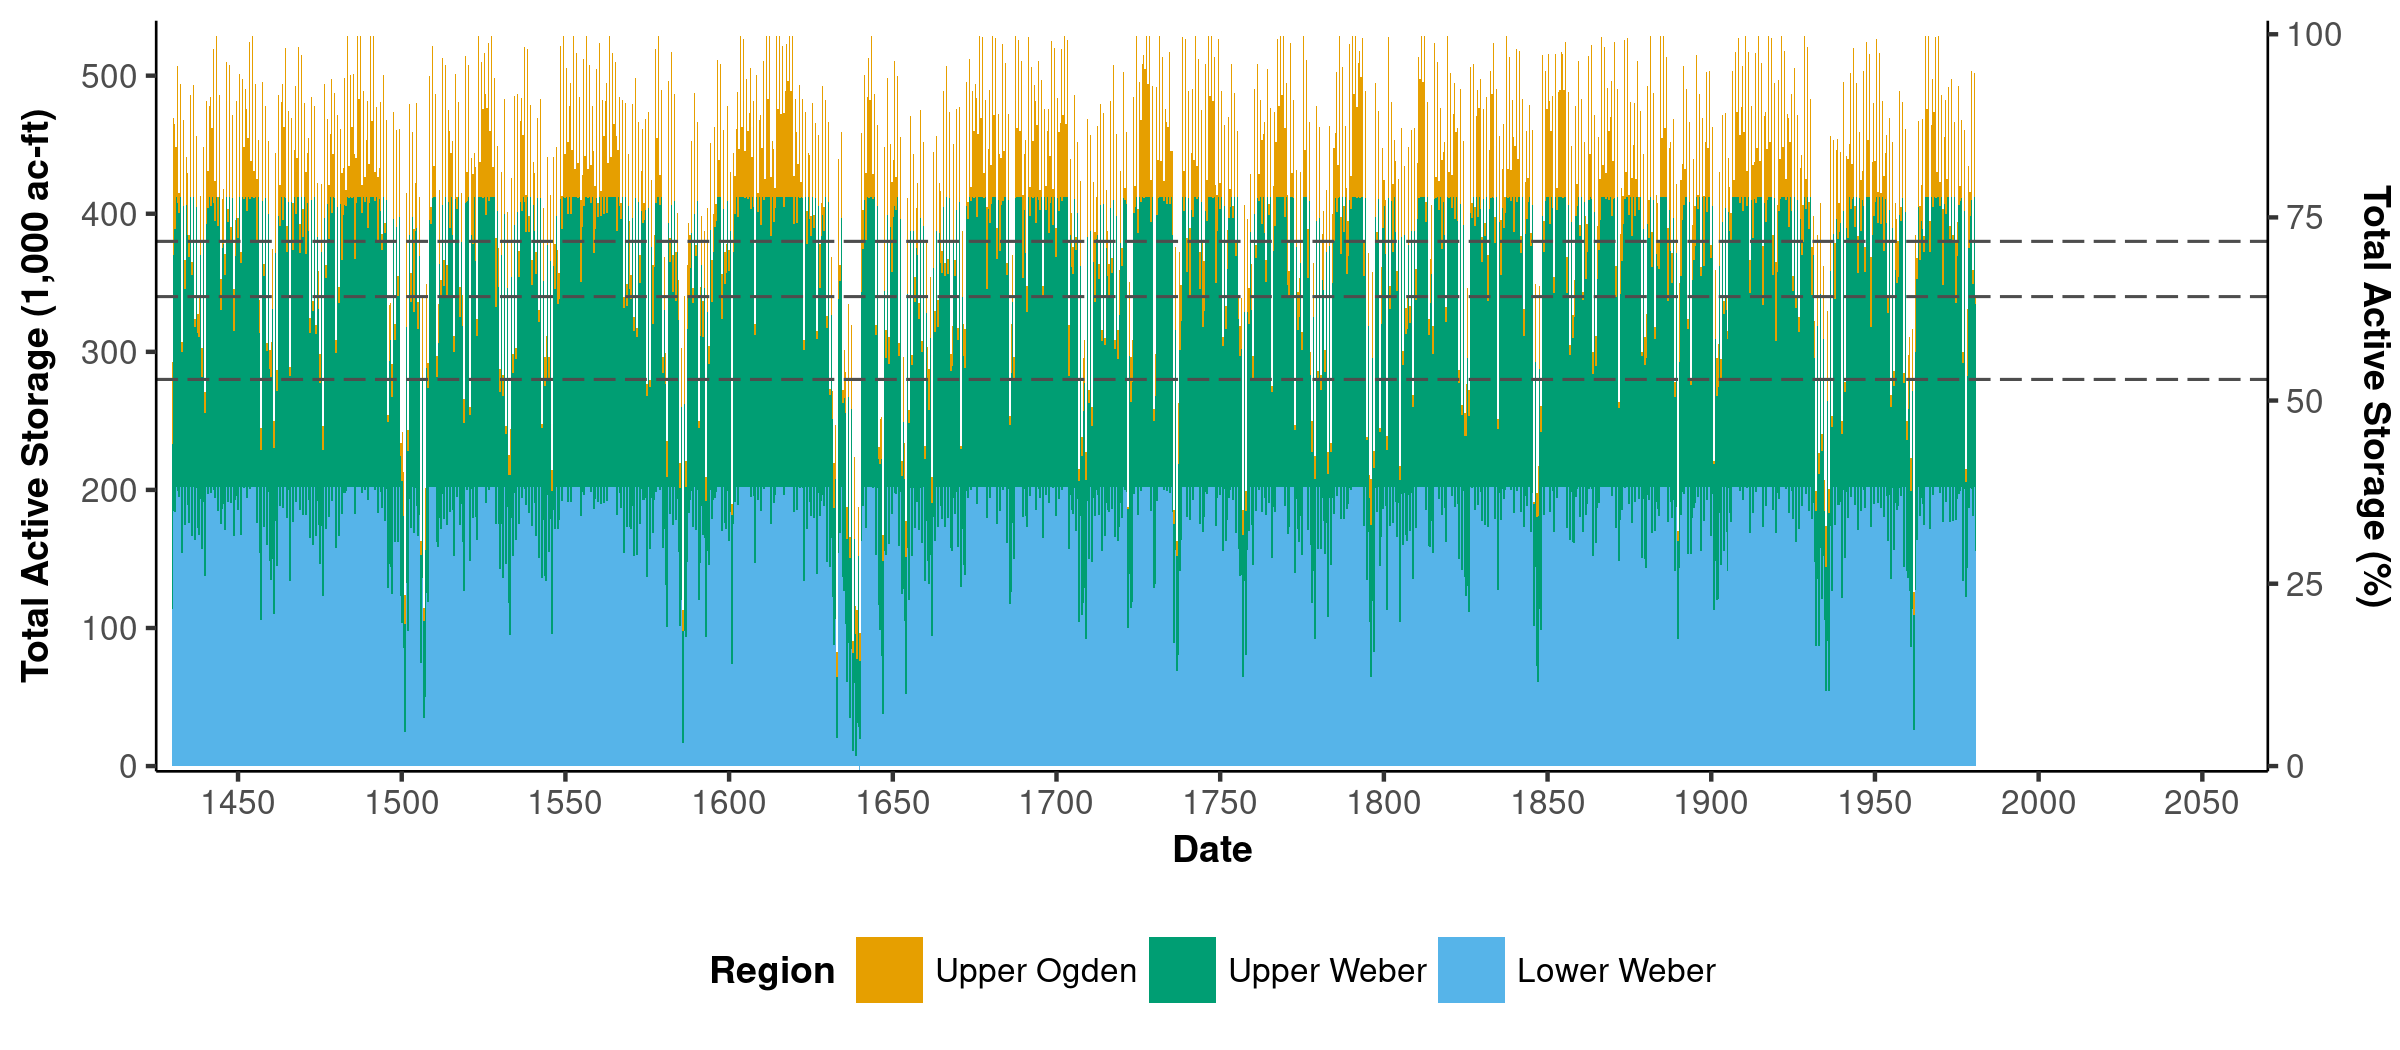 Total Active Storage (1,000 ac-ft)
500
400
300
200
100
0
100
75
50
25
0
Total Active Storage (%)
1450 1500 1550 1600 1650 1700 1750 1800 1850 1900 1950 2000 2050
Date
Region Upper Ogden Upper Weber Lower Weber